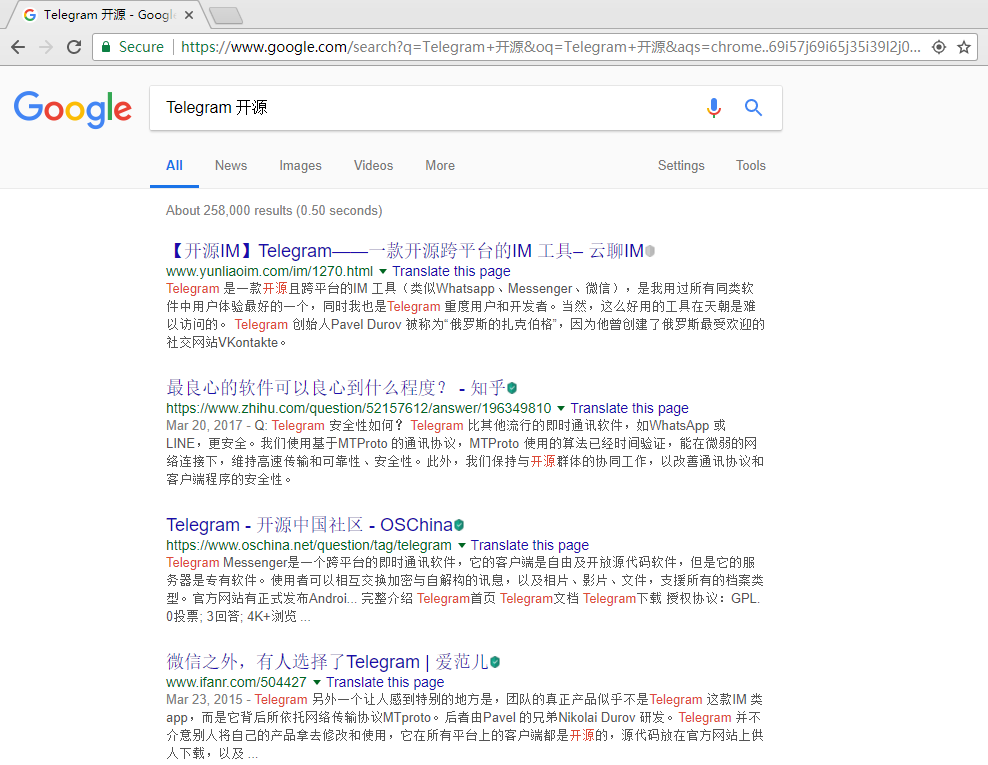 Telegram 开源 - Googl
Secure https://www.google.com/search?q=Telegram+开源&oq=Telegram+开源&aqs=chrome..69i57j69i65j35i39l2j0...
Google Telegram 开源
All News Images Videos More Settings Tools
About 258,000 results (0.50 seconds)
【开源IM】Telegram——一款开源跨平台的IM 工具– 云聊IM
www.yunliaoim.com/im/1270.html Translate this page
Telegram 是一款开源且跨平台的IM 工具（类似Whatsapp、Messenger、微信），是我用过所有同类软
件中用户体验最好的一个，同时我也是Telegram 重度用户和开发者。当然，这么好用的工具在天朝是难
以访问的。 Telegram 创始人Pavel Durov 被称为“俄罗斯的扎克伯格”，因为他曾创建了俄罗斯最受欢迎的
社交网站VKontakte。
最良心的软件可以良心到什么程度？ - 知乎
https://www.zhihu.com/question/52157612/answer/196349810 Translate this page
Mar 20, 2017 - Q: Telegram 安全性如何？ Telegram 比其他流行的即时通讯软件，如WhatsApp 或
LINE，更安全。我们使用基于MTProto 的通讯协议，MTProto 使用的算法已经时间验证，能在微弱的网
络连接下，维持高速传输和可靠性、安全性。此外，我们保持与开源群体的协同工作，以改善通讯协议和
客户端程序的安全性。
Telegram - 开源中国社区 - OSChina
https://www.oschina.net/question/tag/telegram Translate this page
Telegram Messenger是一个跨平台的即时通讯软件，它的客户端是自由及开放源代码软件，但是它的服
务器是专有软件。使用者可以相互交换加密与自解构的讯息，以及相片、影片、文件，支援所有的档案类
型。官方网站有正式发布Androi... 完整介绍 Telegram首页 Telegram文档 Telegram下载 授权协议：GPL.
0投票; 3回答; 4K+浏览 ...
微信之外，有人选择了Telegram | 爱范儿
www.ifanr.com/504427 Translate this page
Mar 23, 2015 - Telegram 另外一个让人感到特别的地方是，团队的真正产品似乎不是Telegram 这款IM 类
app，而是它背后所依托网络传输协议MTproto。后者由Pavel 的兄弟Nikolai Durov 研发。Telegram 并不
介意别人将自己的产品拿去修改和使用，它在所有平台上的客户端都是开源的，源代码放在官方网站上供
人下载，以及 ...